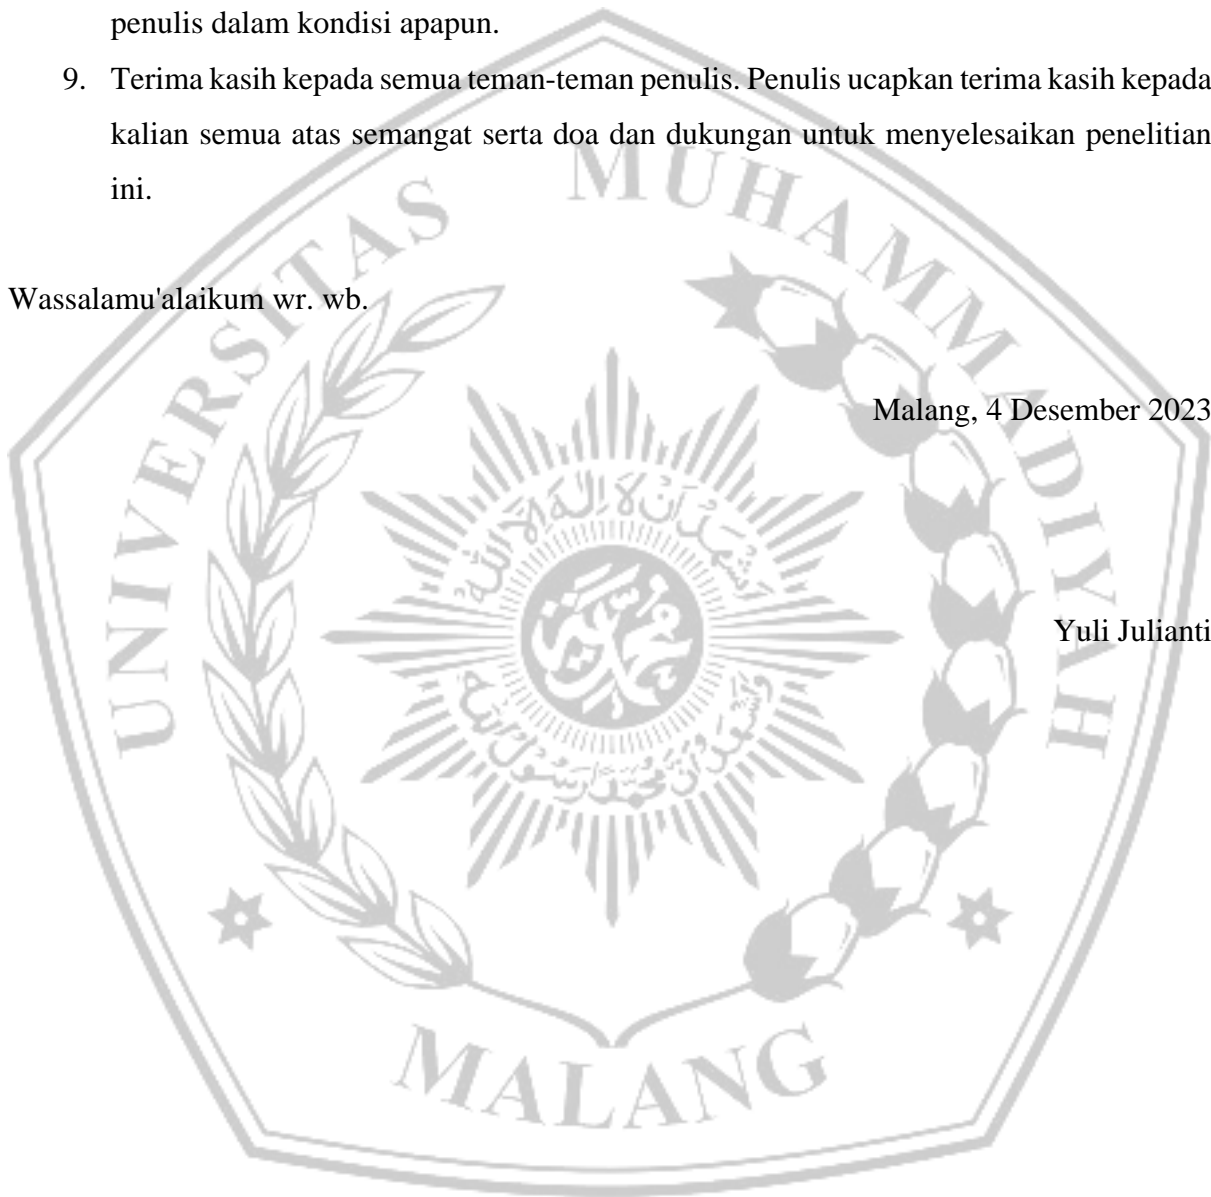 penulis dalam kondisi apapun.
9. Terima kasih kepada semua teman-teman penulis. Penulis ucapkan terima kasih kepada
kalian semua atas semangat serta doa dan dukungan untuk menyelesaikan penelitian
ini.
Wassalamu'alaikum wr. wb.
Malang, 4 Desember 2023
Yuli Julianti
UNIVERSITAS MUHAMMADIYAH
MALANG